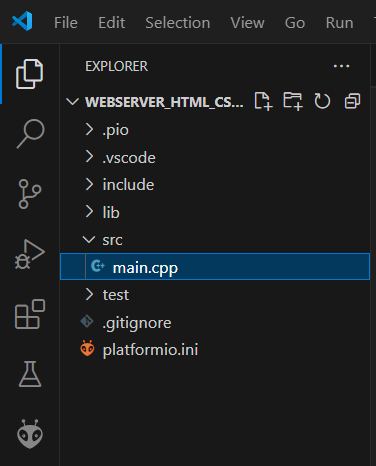 File Edit Selection View Go Run
EXPLORER
WEBSERVER_HTML_CS...
.pio
.vscode
include
lib
src
main.cpp
test
.gitignore
platformio.ini